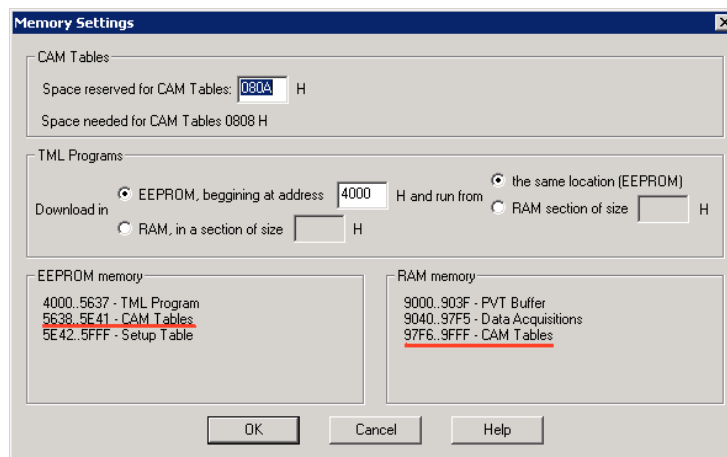 Memory Settings
CAM Tables
Space reserved for CAM Tables: 080A H
Space needed for CAM Tables 0808 H
TML Programs
Download in
EEPROM, beggining at address 4000 H and run from
the same location (EEPROM)
RAM, in a section of size H
RAM section of size H
EEPROM memory
4000..5637 - TML Program
5638..5E41 - CAM Tables
5E42..5FFF - Setup Table
RAM memory
9000..903F - PVT Buffer
9040..97F5 - Data Acquisitions
97F6..9FFF - CAM Tables
OK
Cancel
Help